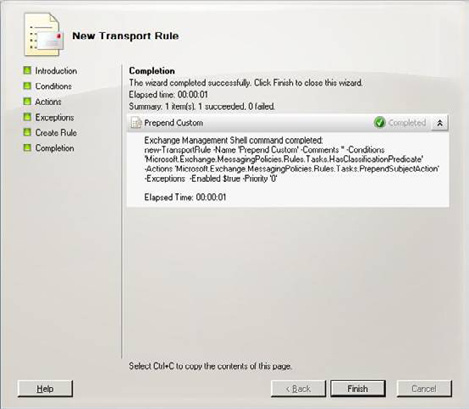 New Transport Rule
Introduction
Conditions
Actions
Exceptions
Create Rule
Completion
Completion
The wizard completed successfully. Click Finish to close this wizard.
Elapsed time: 00:00:01
Summary: 1 item(s). 1 succeeded, 0 failed.
Prepend Custom
Completed
Exchange Management Shell command completed:
new-TransportRule -Name 'Prepend Custom' -Comments '' -Conditions
'Microsoft.Exchange.MessagingPolicies.Rules.Tasks.HasClassificationPredicate'
-Actions 'Microsoft.Exchange.MessagingPolicies.Rules.Tasks.PrependSubjectAction'
-Exceptions -Enabled $true -Priority '0'
Elapsed Time: 00:00:01
Select Ctrl+C to copy the contents of this page.
Help
< Back
Finish
Cancel